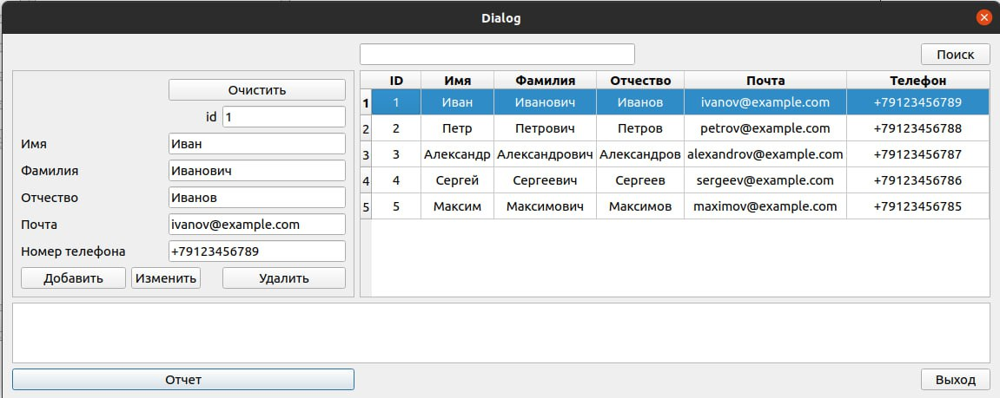 Dialog
Поиск
Очистить
id 1
Имя Иван
Фамилия Иванович
Отчество Иванов
Почта ivanov@example.com
Номер телефона +79123456789
Добавить Изменить Удалить
ID Имя Фамилия Отчество Почта Телефон
1 1 Иван Иванович Иванов ivanov@example.com +79123456789
2 2 Петр Петрович Петров petrov@example.com +79123456788
3 3 Александр Александрович Александров alexandrov@example.com +79123456787
4 4 Сергей Сергеевич Сергеев sergeev@example.com +79123456786
5 5 Максим Максимович Максимов maximov@example.com +79123456785
Отчет Выход